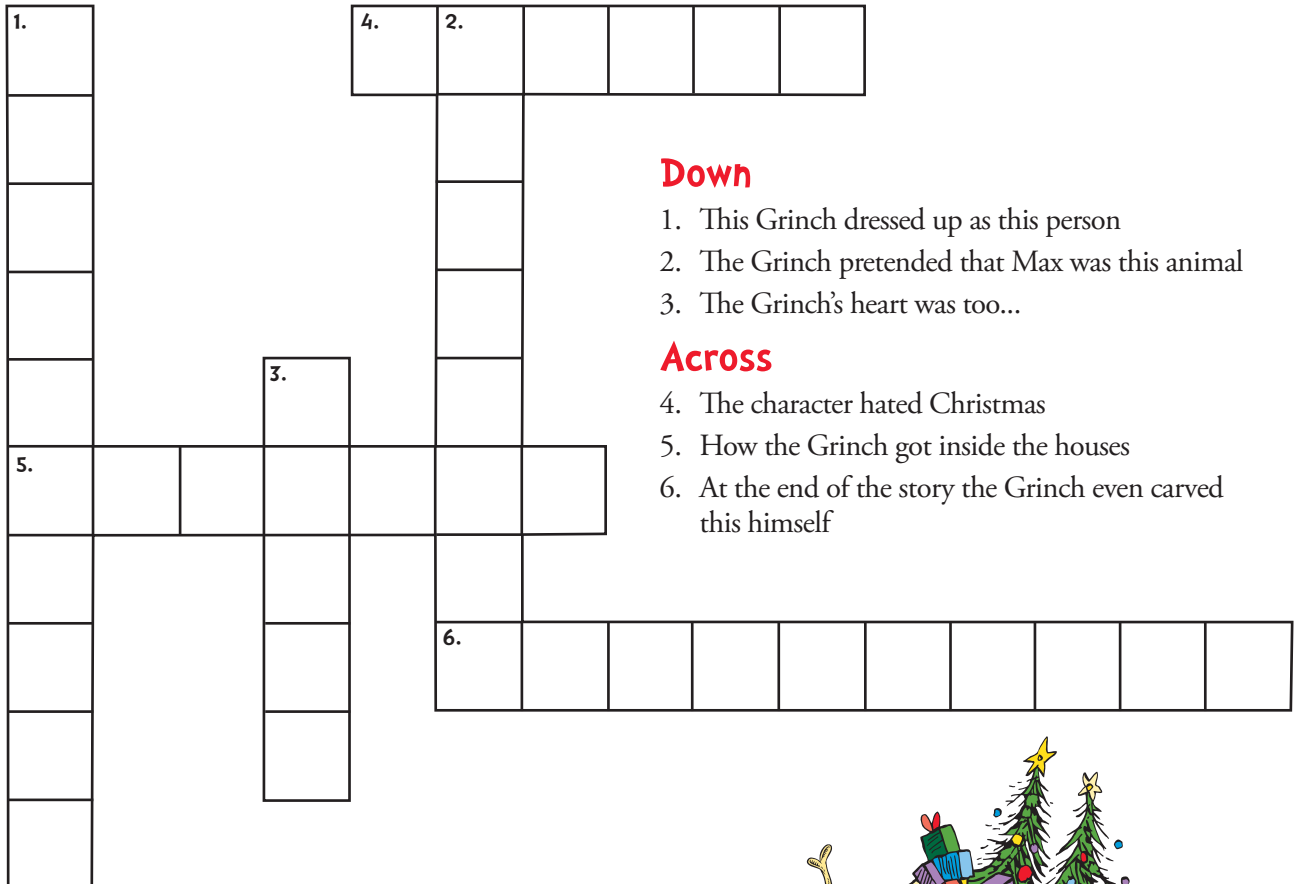 1.
4. 2.
Down
1. This Grinch dressed up as this person
2. The Grinch pretended that Max was this animal
3. The Grinch's heart was too...
3.
Across
4. The character hated Christmas
5. How the Grinch got inside the houses
6. At the end of the story the Grinch even carved
this himself
5.
6.